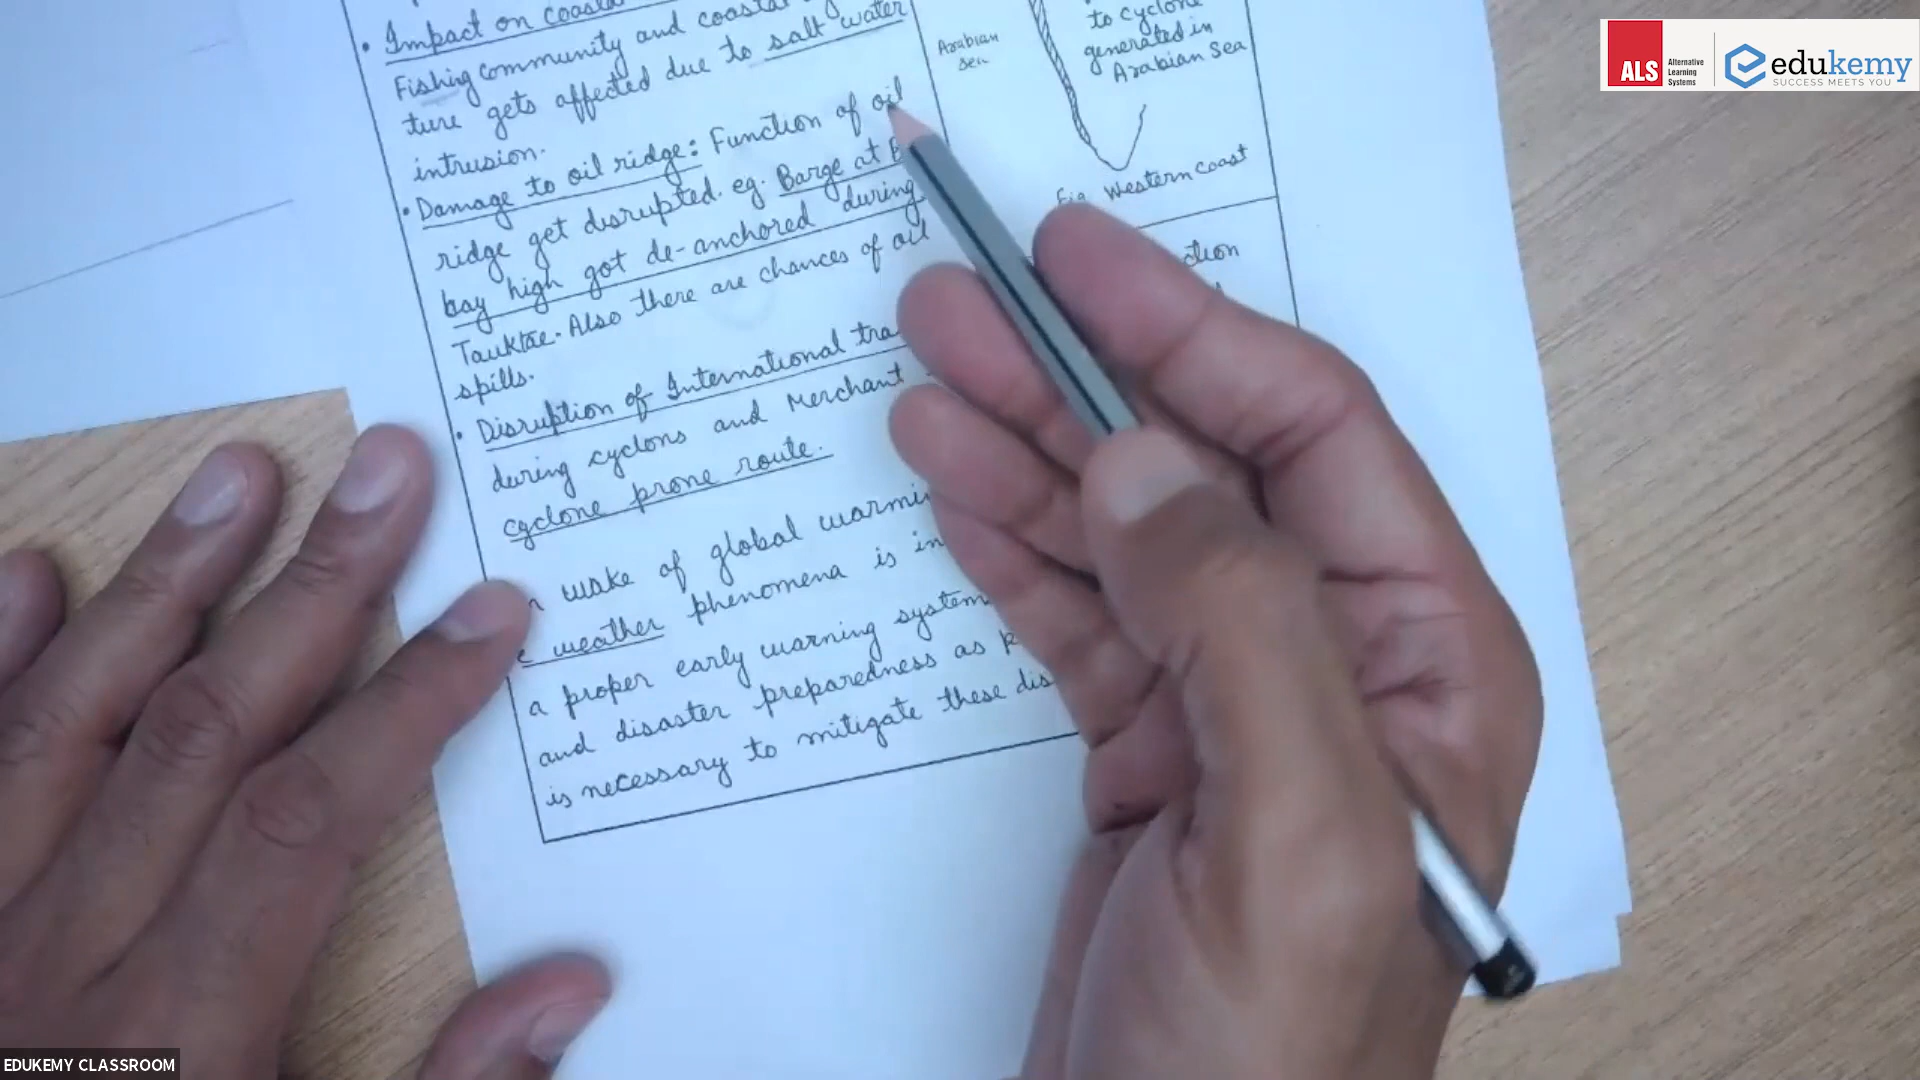 • Impact on coastal
Fishing community and coastal
ture gets affected due to salt water
intrusion.
• Damage to oil ridge: Function of oil
ridge get disrupted. eg. Barge at B
bay high got de-anchored during
Tauktae. Also there are chances of oil
spills.
• Disruption of International tra
during cyclons and Merchant
cyclone prone route.
wake of global warmin
weather phenomena is in
a proper early warning system
and disaster preparedness as p
is necessary to mitigate these dis
Arabian
sea
to cyclone
generated in
Arabian Sea
Fig. Western coast
ction
ALS
Alternative
Learning
Systems
edukemy
SUCCESS MEETS YOU
EDUKEMY CLASSROOM